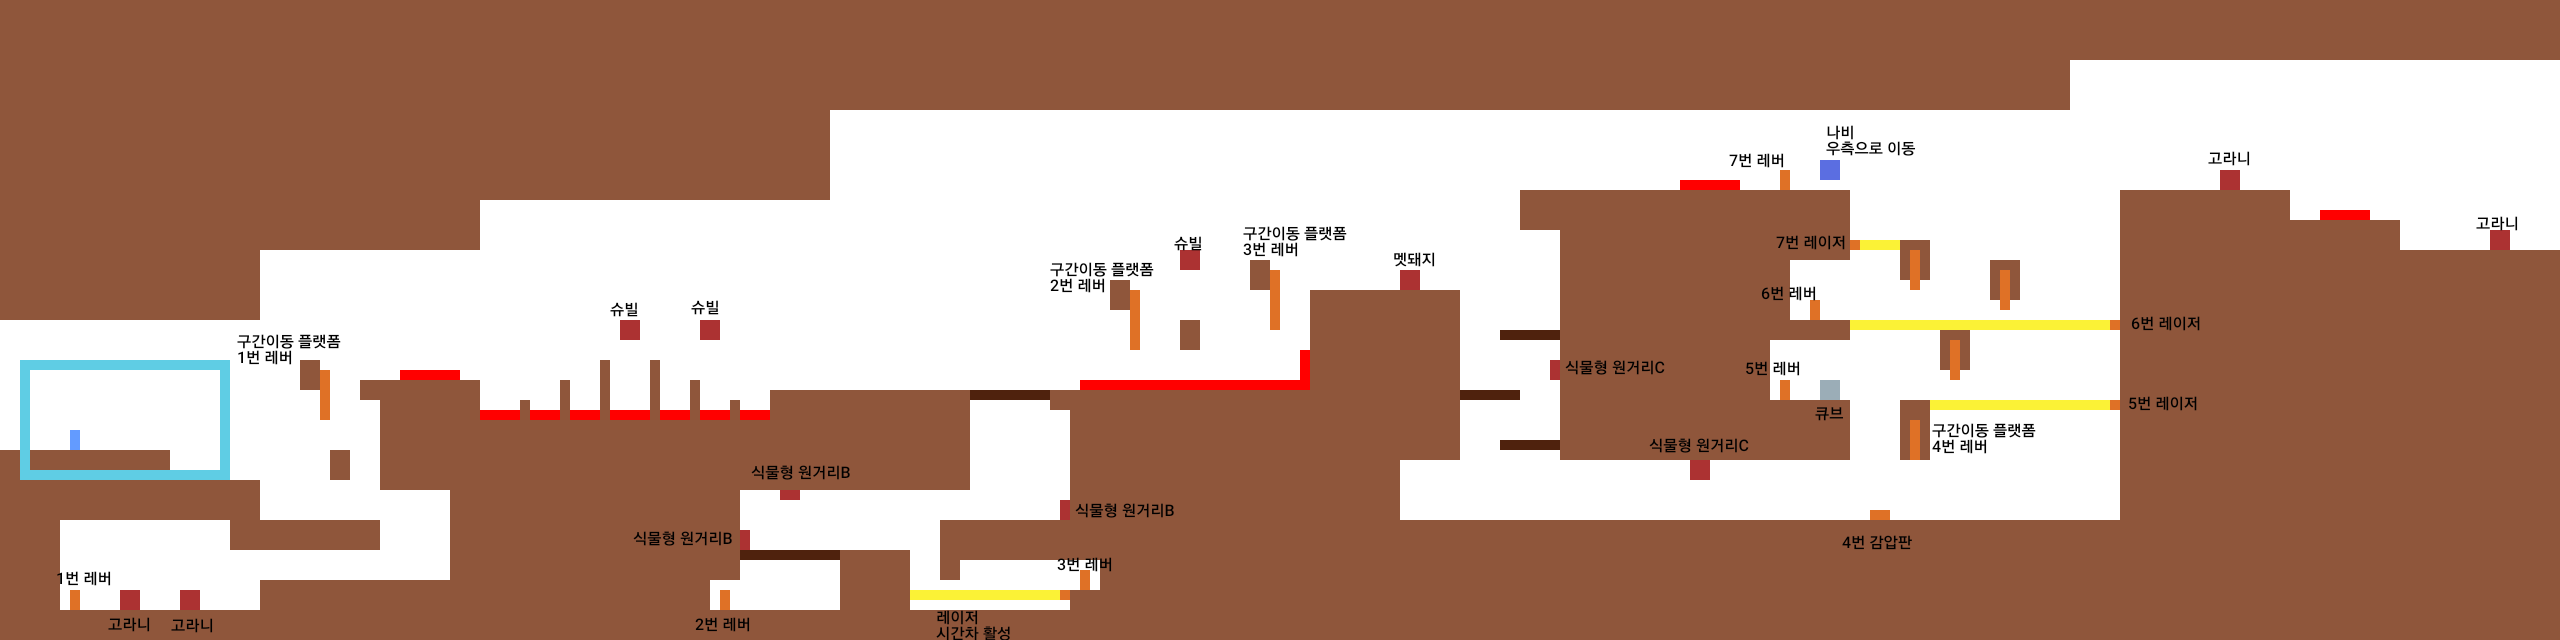 구간이동 플랫폼
1번 레버
1번 레버
고라니
고라니
슈빌
슈빌
식물형 원거리B
식물형 원거리B
2번 레버
구간이동 플랫폼
2번 레버
슈빌
구간이동 플랫폼
3번 레버
식물형 원거리B
3번 레버
레이저
시간차 활성
멧돼지
식물형 원거리C
식물형 원거리C
7번 레버
나비
우측으로 이동
7번 레이저
6번 레버
6번 레이저
5번 레버
큐브
5번 레이저
구간이동 플랫폼
4번 레버
4번 감압판
고라니
고라니